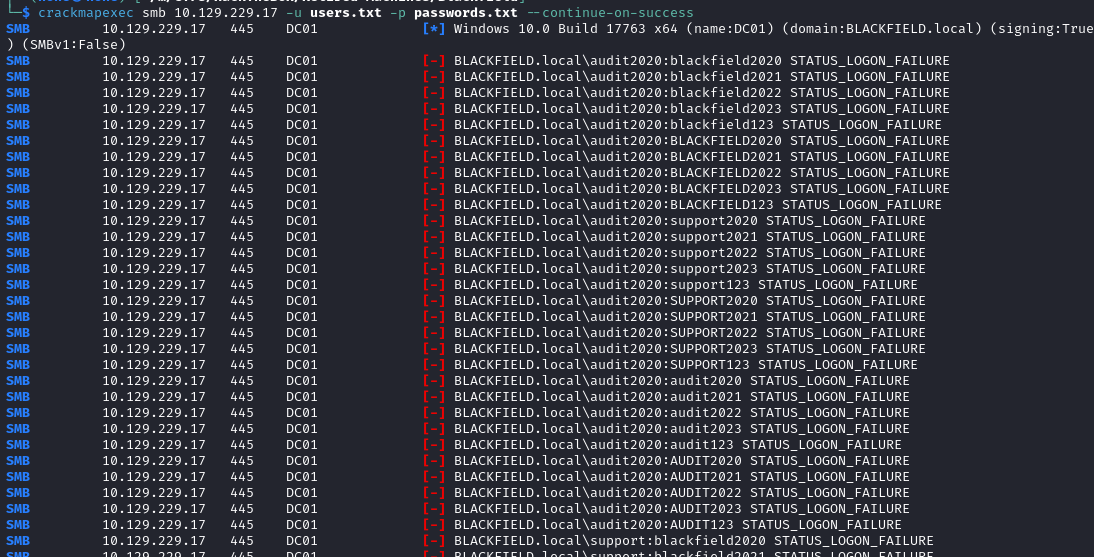 └─$ crackmapexec smb 10.129.229.17 -u users.txt -p passwords.txt --continue-on-success
SMB 10.129.229.17 445 DC01 [*] Windows 10.0 Build 17763 x64 (name:DC01) (domain:BLACKFIELD.local) (signing:True
) (SMBv1:False)
SMB 10.129.229.17 445 DC01 [-] BLACKFIELD.local\audit2020:blackfield2020 STATUS_LOGON_FAILURE
SMB 10.129.229.17 445 DC01 [-] BLACKFIELD.local\audit2020:blackfield2021 STATUS_LOGON_FAILURE
SMB 10.129.229.17 445 DC01 [-] BLACKFIELD.local\audit2020:blackfield2022 STATUS_LOGON_FAILURE
SMB 10.129.229.17 445 DC01 [-] BLACKFIELD.local\audit2020:blackfield2023 STATUS_LOGON_FAILURE
SMB 10.129.229.17 445 DC01 [-] BLACKFIELD.local\audit2020:blackfield123 STATUS_LOGON_FAILURE
SMB 10.129.229.17 445 DC01 [-] BLACKFIELD.local\audit2020:BLACKFIELD2020 STATUS_LOGON_FAILURE
SMB 10.129.229.17 445 DC01 [-] BLACKFIELD.local\audit2020:BLACKFIELD2021 STATUS_LOGON_FAILURE
SMB 10.129.229.17 445 DC01 [-] BLACKFIELD.local\audit2020:BLACKFIELD2022 STATUS_LOGON_FAILURE
SMB 10.129.229.17 445 DC01 [-] BLACKFIELD.local\audit2020:BLACKFIELD2023 STATUS_LOGON_FAILURE
SMB 10.129.229.17 445 DC01 [-] BLACKFIELD.local\audit2020:BLACKFIELD123 STATUS_LOGON_FAILURE
SMB 10.129.229.17 445 DC01 [-] BLACKFIELD.local\audit2020:support2020 STATUS_LOGON_FAILURE
SMB 10.129.229.17 445 DC01 [-] BLACKFIELD.local\audit2020:support2021 STATUS_LOGON_FAILURE
SMB 10.129.229.17 445 DC01 [-] BLACKFIELD.local\audit2020:support2022 STATUS_LOGON_FAILURE
SMB 10.129.229.17 445 DC01 [-] BLACKFIELD.local\audit2020:support2023 STATUS_LOGON_FAILURE
SMB 10.129.229.17 445 DC01 [-] BLACKFIELD.local\audit2020:support123 STATUS_LOGON_FAILURE
SMB 10.129.229.17 445 DC01 [-] BLACKFIELD.local\audit2020:SUPPORT2020 STATUS_LOGON_FAILURE
SMB 10.129.229.17 445 DC01 [-] BLACKFIELD.local\audit2020:SUPPORT2021 STATUS_LOGON_FAILURE
SMB 10.129.229.17 445 DC01 [-] BLACKFIELD.local\audit2020:SUPPORT2022 STATUS_LOGON_FAILURE
SMB 10.129.229.17 445 DC01 [-] BLACKFIELD.local\audit2020:SUPPORT2023 STATUS_LOGON_FAILURE
SMB 10.129.229.17 445 DC01 [-] BLACKFIELD.local\audit2020:SUPPORT123 STATUS_LOGON_FAILURE
SMB 10.129.229.17 445 DC01 [-] BLACKFIELD.local\audit2020:audit2020 STATUS_LOGON_FAILURE
SMB 10.129.229.17 445 DC01 [-] BLACKFIELD.local\audit2020:audit2021 STATUS_LOGON_FAILURE
SMB 10.129.229.17 445 DC01 [-] BLACKFIELD.local\audit2020:audit2022 STATUS_LOGON_FAILURE
SMB 10.129.229.17 445 DC01 [-] BLACKFIELD.local\audit2020:audit2023 STATUS_LOGON_FAILURE
SMB 10.129.229.17 445 DC01 [-] BLACKFIELD.local\audit2020:audit123 STATUS_LOGON_FAILURE
SMB 10.129.229.17 445 DC01 [-] BLACKFIELD.local\audit2020:AUDIT2020 STATUS_LOGON_FAILURE
SMB 10.129.229.17 445 DC01 [-] BLACKFIELD.local\audit2020:AUDIT2021 STATUS_LOGON_FAILURE
SMB 10.129.229.17 445 DC01 [-] BLACKFIELD.local\audit2020:AUDIT2022 STATUS_LOGON_FAILURE
SMB 10.129.229.17 445 DC01 [-] BLACKFIELD.local\audit2020:AUDIT2023 STATUS_LOGON_FAILURE
SMB 10.129.229.17 445 DC01 [-] BLACKFIELD.local\audit2020:AUDIT123 STATUS_LOGON_FAILURE
SMB 10.129.229.17 445 DC01 [-] BLACKFIELD.local\support:blackfield2020 STATUS_LOGON_FAILURE
SMB 10.129.229.17 445 DC01 [-] BLACKFIELD.local\support:blackfield2021 STATUS_LOGON_FAILURE